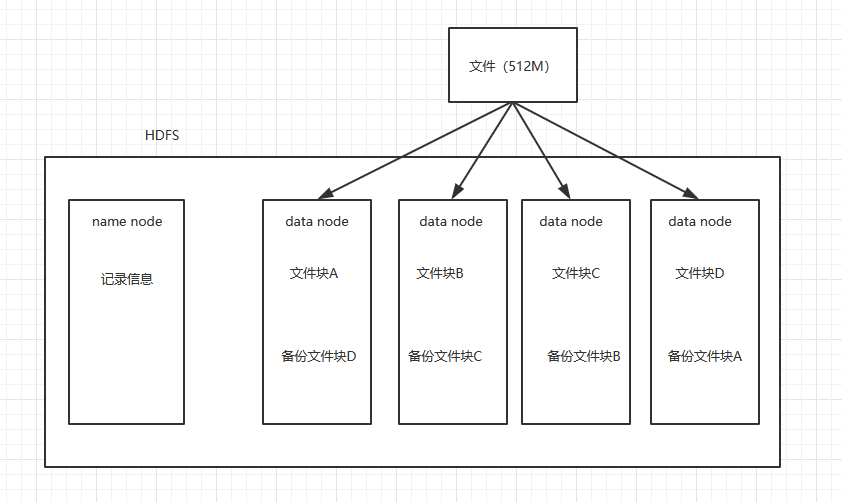 文件（512M）
HDFS
name node
记录信息
data node
文件块A
备份文件块D
data node
文件块B
备份文件块C
data node
文件块C
备份文件块B
data node
文件块D
备份文件块A